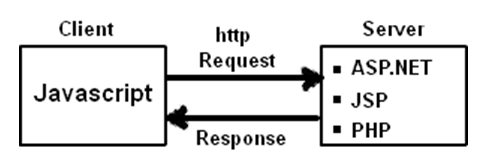 Client
http
Request
Server
Javascript
▪ ASP.NET
▪ JSP
▪ PHP
Response